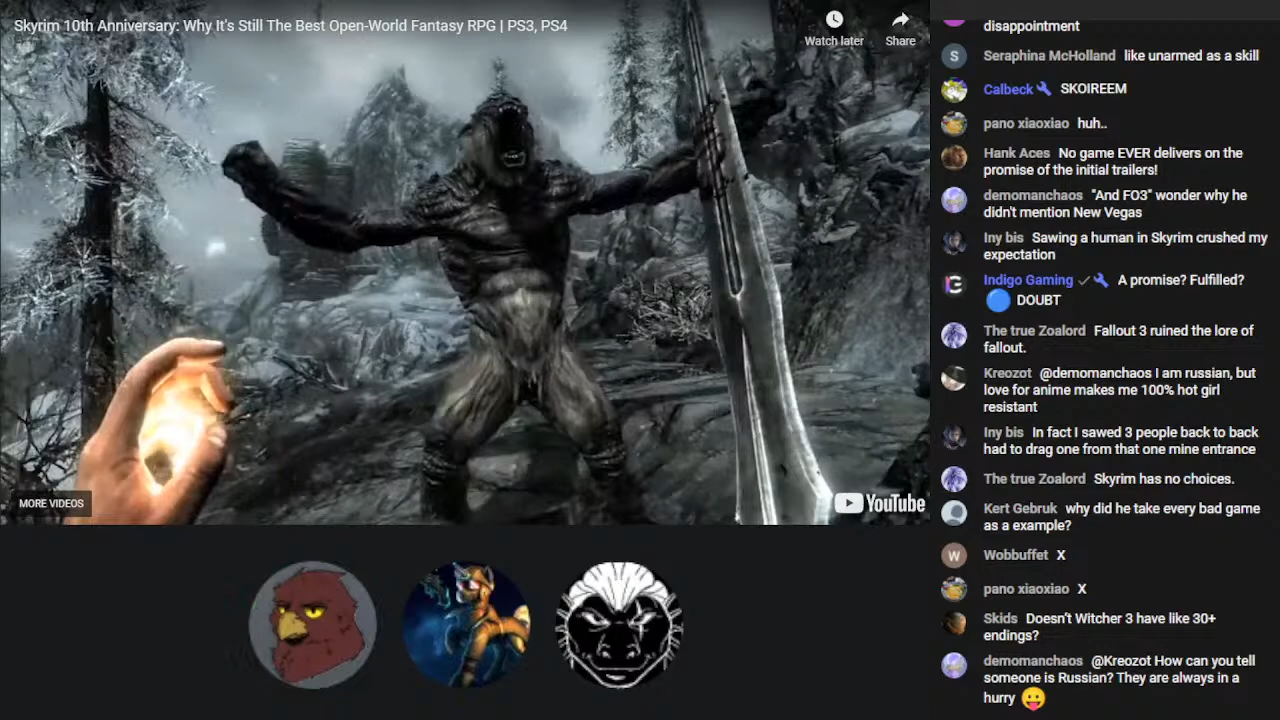 Skyrim 10th Anniversary: Why It's Still The Best Open-World Fantasy RPG | PS3, PS4
Watch later
Share
MORE VIDEOS
YouTube
disappointment
S
Seraphina McHolland like unarmed as a skill
Calbeck SKOIREEM
pano xiaoxiao huh..
Hank Aces No game EVER delivers on the
promise of the initial trailers!
demomanchaos "And FO3" wonder why he
didn't mention New Vegas
Iny bis Sawing a human in Skyrim crushed my
expectation
Indigo Gaming A promise? Fulfilled?
DOUBT
The true Zoalord Fallout 3 ruined the lore of
fallout.
Kreozot @demomanchaos I am russian, but
love for anime makes me 100% hot girl
resistant
Iny bis In fact I sawed 3 people back to back
had to drag one from that one mine entrance
The true Zoalord Skyrim has no choices.
Kert Gebruk why did he take every bad game
as a example?
W
Wobbuffet X
pano xiaoxiao X
Skids Doesn't Witcher 3 have like 30+
endings?
demomanchaos @Kreozot How can you tell
someone is Russian? They are always in a
hurry